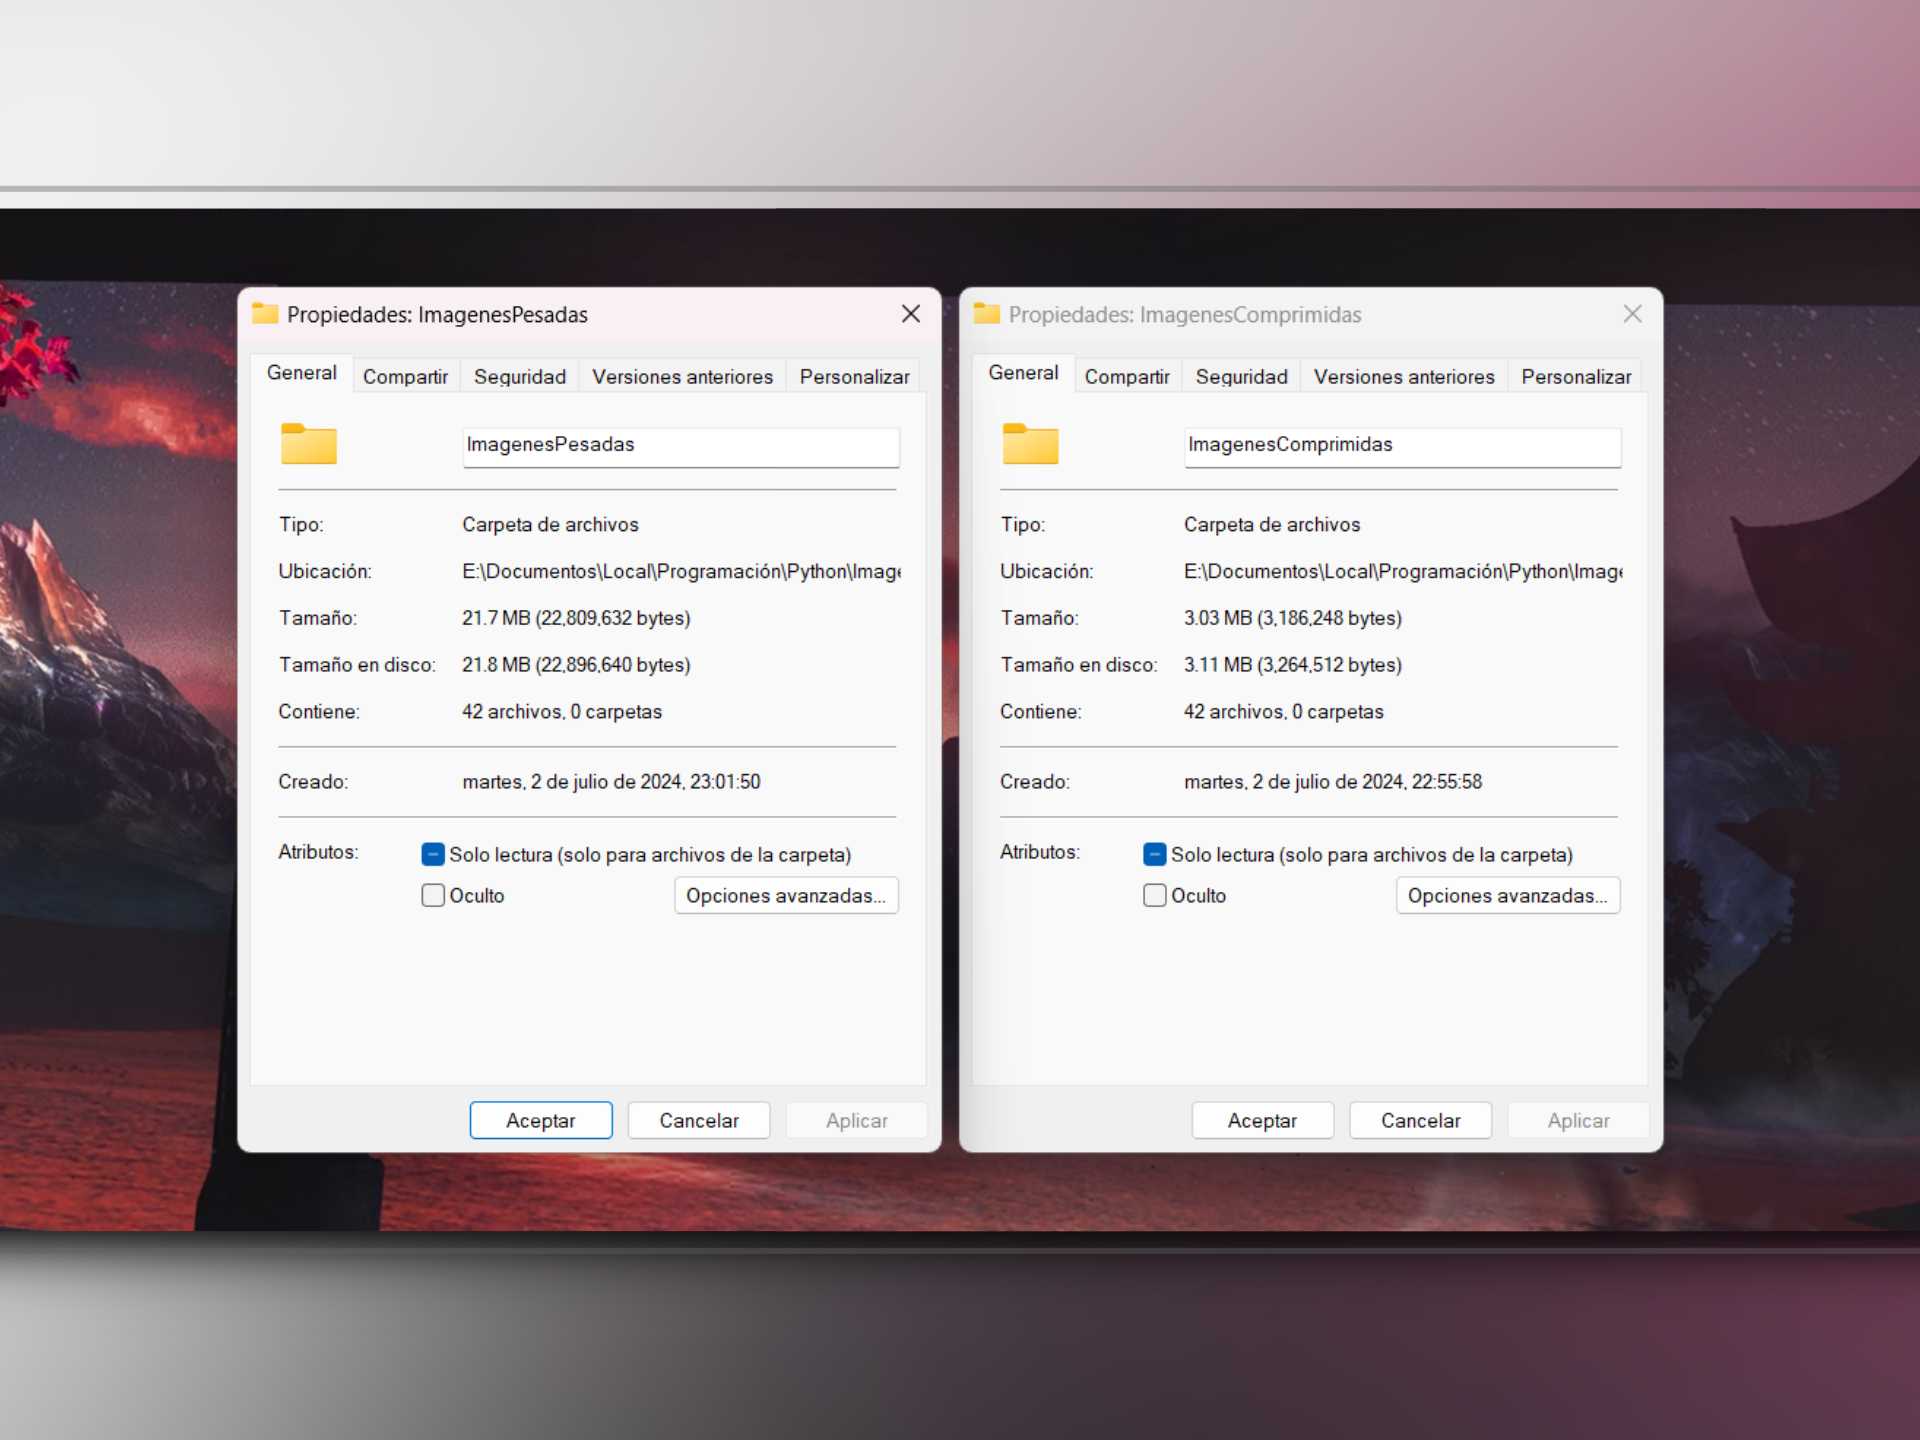 Propiedades: ImagenesPesadas
General Compartir Seguridad Versiones anteriores Personalizar
ImagenesPesadas
Tipo: Carpeta de archivos
Ubicación: E:\Documentos\Local\Programación\Python\Image
Tamaño: 21.7 MB (22,809,632 bytes)
Tamaño en disco: 21.8 MB (22,896,640 bytes)
Contiene: 42 archivos, 0 carpetas
Creado: martes, 2 de julio de 2024, 23:01:50
Atributos: Solo lectura (solo para archivos de la carpeta)
Oculto Opciones avanzadas...
Aceptar Cancelar Aplicar
Propiedades: ImagenesComprimidas
General Compartir Seguridad Versiones anteriores Personalizar
ImagenesComprimidas
Tipo: Carpeta de archivos
Ubicación: E:\Documentos\Local\Programación\Python\Image
Tamaño: 3.03 MB (3,186,248 bytes)
Tamaño en disco: 3.11 MB (3,264,512 bytes)
Contiene: 42 archivos, 0 carpetas
Creado: martes, 2 de julio de 2024, 22:55:58
Atributos: Solo lectura (solo para archivos de la carpeta)
Oculto Opciones avanzadas...
Aceptar Cancelar Aplicar